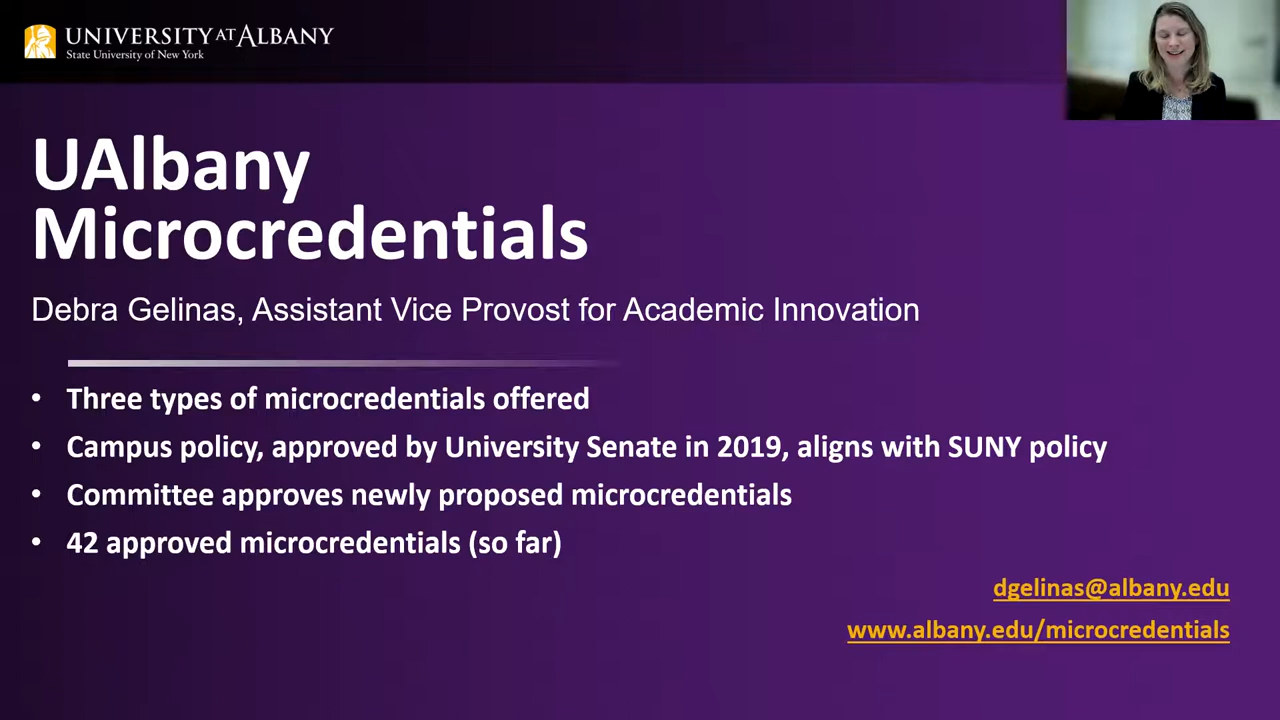 UNIVERSITY AT ALBANY
State University of New York
UAlbany
Microcredentials
Debra Gelinas, Assistant Vice Provost for Academic Innovation
• Three types of microcredentials offered
• Campus policy, approved by University Senate in 2019, aligns with SUNY policy
• Committee approves newly proposed microcredentials
• 42 approved microcredentials (so far)
dgelinas@albany.edu
www.albany.edu/microcredentials